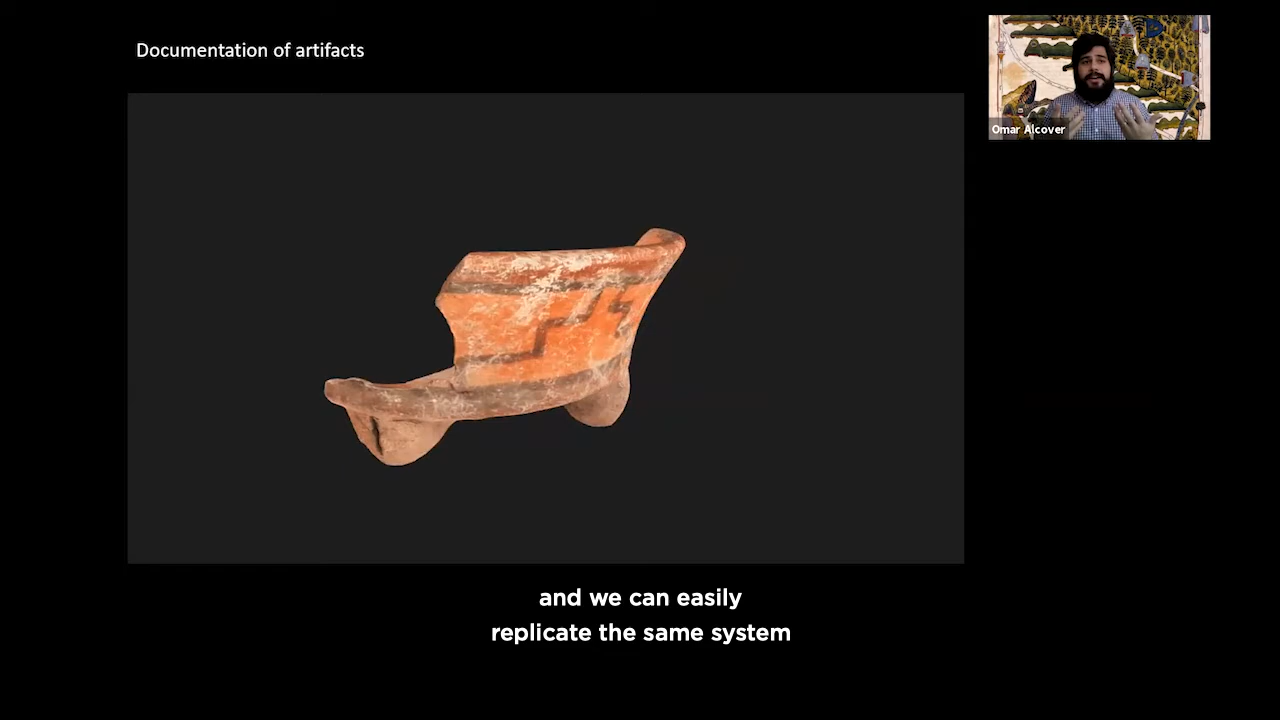 Documentation of artifacts
Omar Alcover
and we can easily
replicate the same system